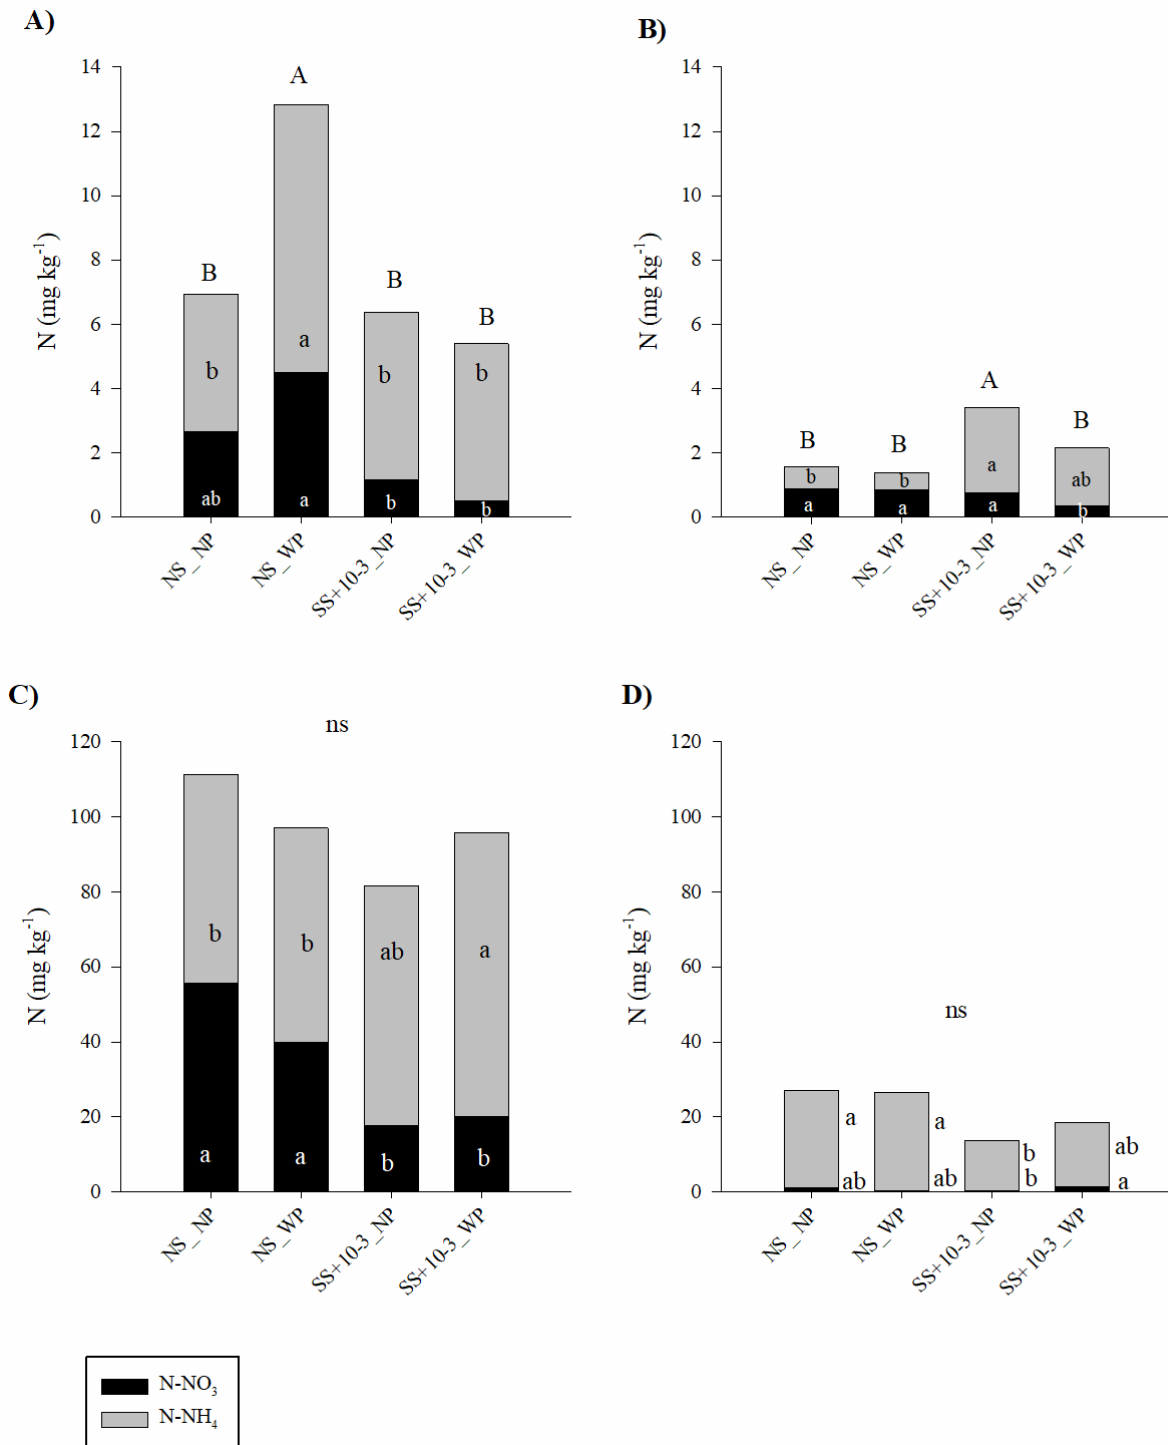 A)
14
12
10
8
6
4
2
0
N (mg kg-1)
B
A
B
B
b
a
b
b
ab
a
b
b
NS_NP
NS_WP
SS+10-3_NP
SS+10-3_WP
B)
14
12
10
8
6
4
2
0
N (mg kg-1)
B
B
A
B
b
b
a
ab
a
a
a
b
NS_NP
NS_WP
SS+10-3_NP
SS+10-3_WP
C)
ns
120
100
80
60
40
20
0
N (mg kg-1)
b
b
ab
a
a
a
b
b
NS_NP
NS_WP
SS+10-3_NP
SS+10-3_WP
D)
120
100
80
60
40
20
0
N (mg kg-1)
ns
a
a
b
ab
ab
ab
b
a
NS_NP
NS_WP
SS+10-3_NP
SS+10-3_WP
N-NO3
N-NH4